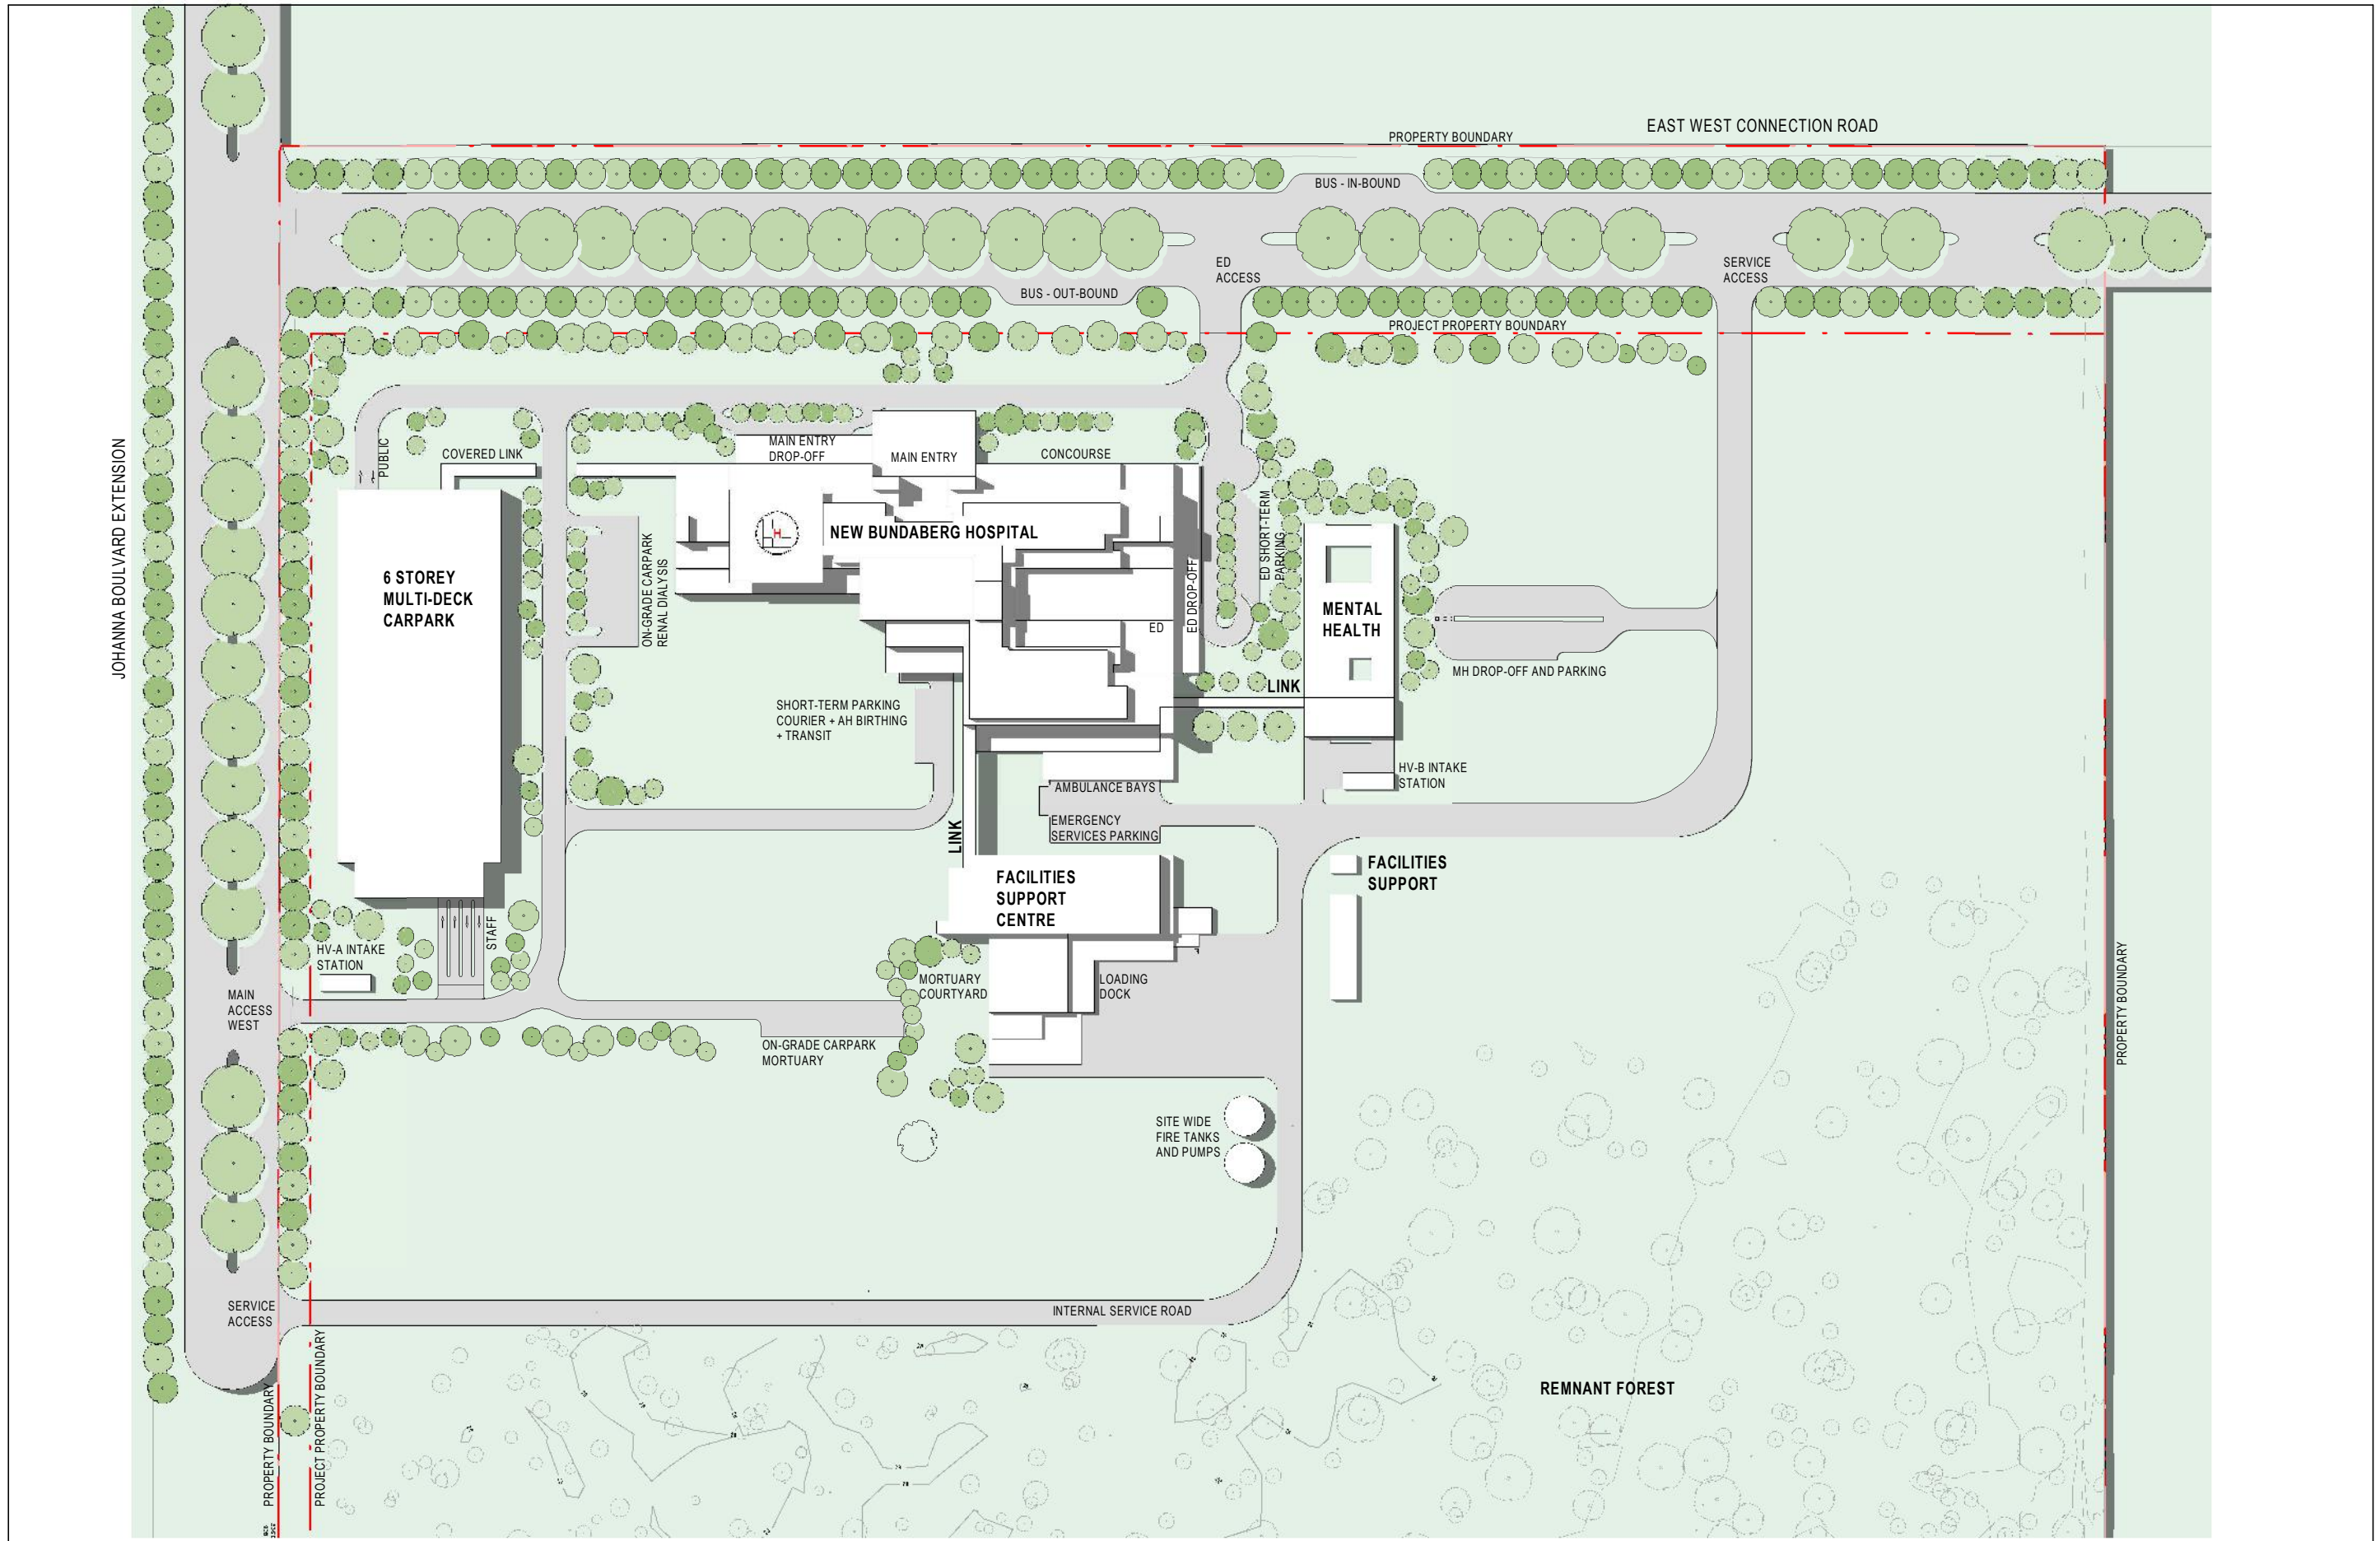 EAST WEST CONNECTION ROAD
PROPERTY BOUNDARY
BUS - IN-BOUND
ED
ACCESS
SERVICE
ACCESS
BUS - OUT-BOUND
PROJECT PROPERTY BOUNDARY
JOHANNA BOULVARD EXTENSION
PUBLIC
COVERED LINK
MAIN ENTRY
DROP-OFF
MAIN ENTRY
CONCOURSE
NEW BUNDABERG HOSPITAL
H
6 STOREY
MULTI-DECK
CARPARK
ON-GRADE CARPARK
RENAL DIALYSIS
ED DROP-OFF
ED SHORT-TERM
PARKING
ED
MENTAL
HEALTH
MH DROP-OFF AND PARKING
LINK
SHORT-TERM PARKING
COURIER + AH BIRTHING
+ TRANSIT
HV-B INTAKE
STATION
AMBULANCE BAYS
EMERGENCY
SERVICES PARKING
LINK
FACILITIES
SUPPORT
CENTRE
FACILITIES
SUPPORT
STAFF
HV-A INTAKE
STATION
MORTUARY
COURTYARD
LOADING
DOCK
MAIN
ACCESS
WEST
ON-GRADE CARPARK
MORTUARY
PROPERTY BOUNDARY
SITE WIDE
FIRE TANKS
AND PUMPS
SERVICE
ACCESS
INTERNAL SERVICE ROAD
REMNANT FOREST
PROPERTY BOUNDARY
PROJECT PROPERTY BOUNDARY